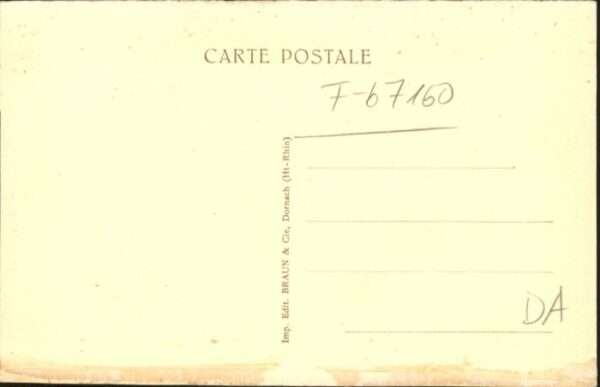 CARTE POSTALE
F-67160
Imp. Edit. BRAUN & Cie, Dornach (Ht-Rhin)
DA